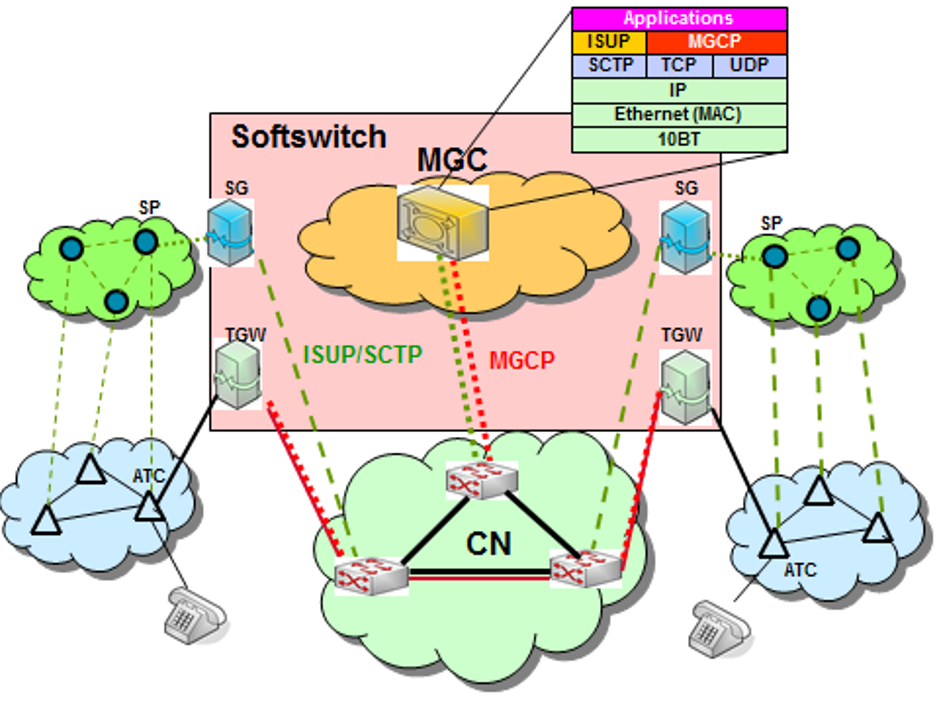 Applications
ISUP MGCP
SCTP TCP UDP
IP
Ethernet (MAC)
10BT
Softswitch
MGC
SG
SG
SP
SP
TGW
TGW
ISUP/SCTP
MGCP
ATC
CN
ATC